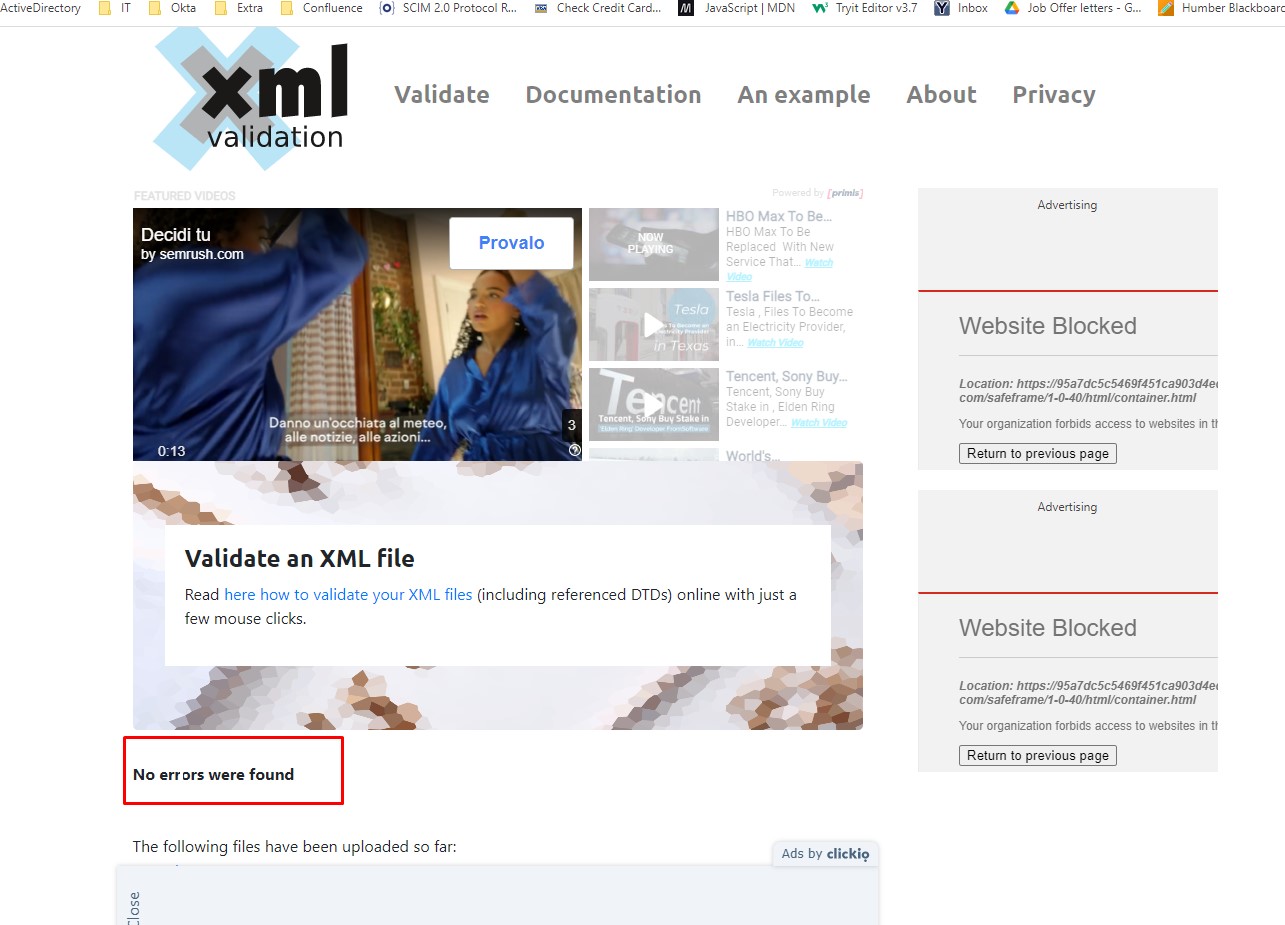 ActiveDirectory IT Okta Extra Confluence SCIM 2.0 Protocol R... Check Credit Card... JavaScript | MDN Tryit Editor v3.7 Inbox Job Offer letters - G... Humber Blackboard
xml
validation
Validate Documentation An example About Privacy
FEATURED VIDEOS
Powered by [primis]
Decidi tu
by semrush.com
Provalo
Danno un'occhiata al meteo,
alle notizie, alle azioni...
0:13
3
NOW
PLAYING
HBO Max To Be...
HBO Max To Be
Replaced With New
Service That... Watch
Video
Tesla
in Texas
Tesla Files To...
Tesla , Files To Become
an Electricity Provider,
in... Watch Video
Tencent
Tencent, Sony Buy Stake in
'Elden Ring' Developer FromSoftware
Tencent, Sony Buy...
Tencent, Sony Buy
Stake in , Elden Ring
Developer... Watch Video
World's...
Validate an XML file
Read here how to validate your XML files (including referenced DTDs) online with just a
few mouse clicks.
No errors were found
The following files have been uploaded so far:
Ads by clickio
Close
Advertising
Website Blocked
Location: https://95a7dc5c5469f451ca903d4e
com/safeframe/1-0-40/html/container.html
Your organization forbids access to websites in th
Return to previous page
Advertising
Website Blocked
Location: https://95a7dc5c5469f451ca903d4e
com/safeframe/1-0-40/html/container.html
Your organization forbids access to websites in th
Return to previous page